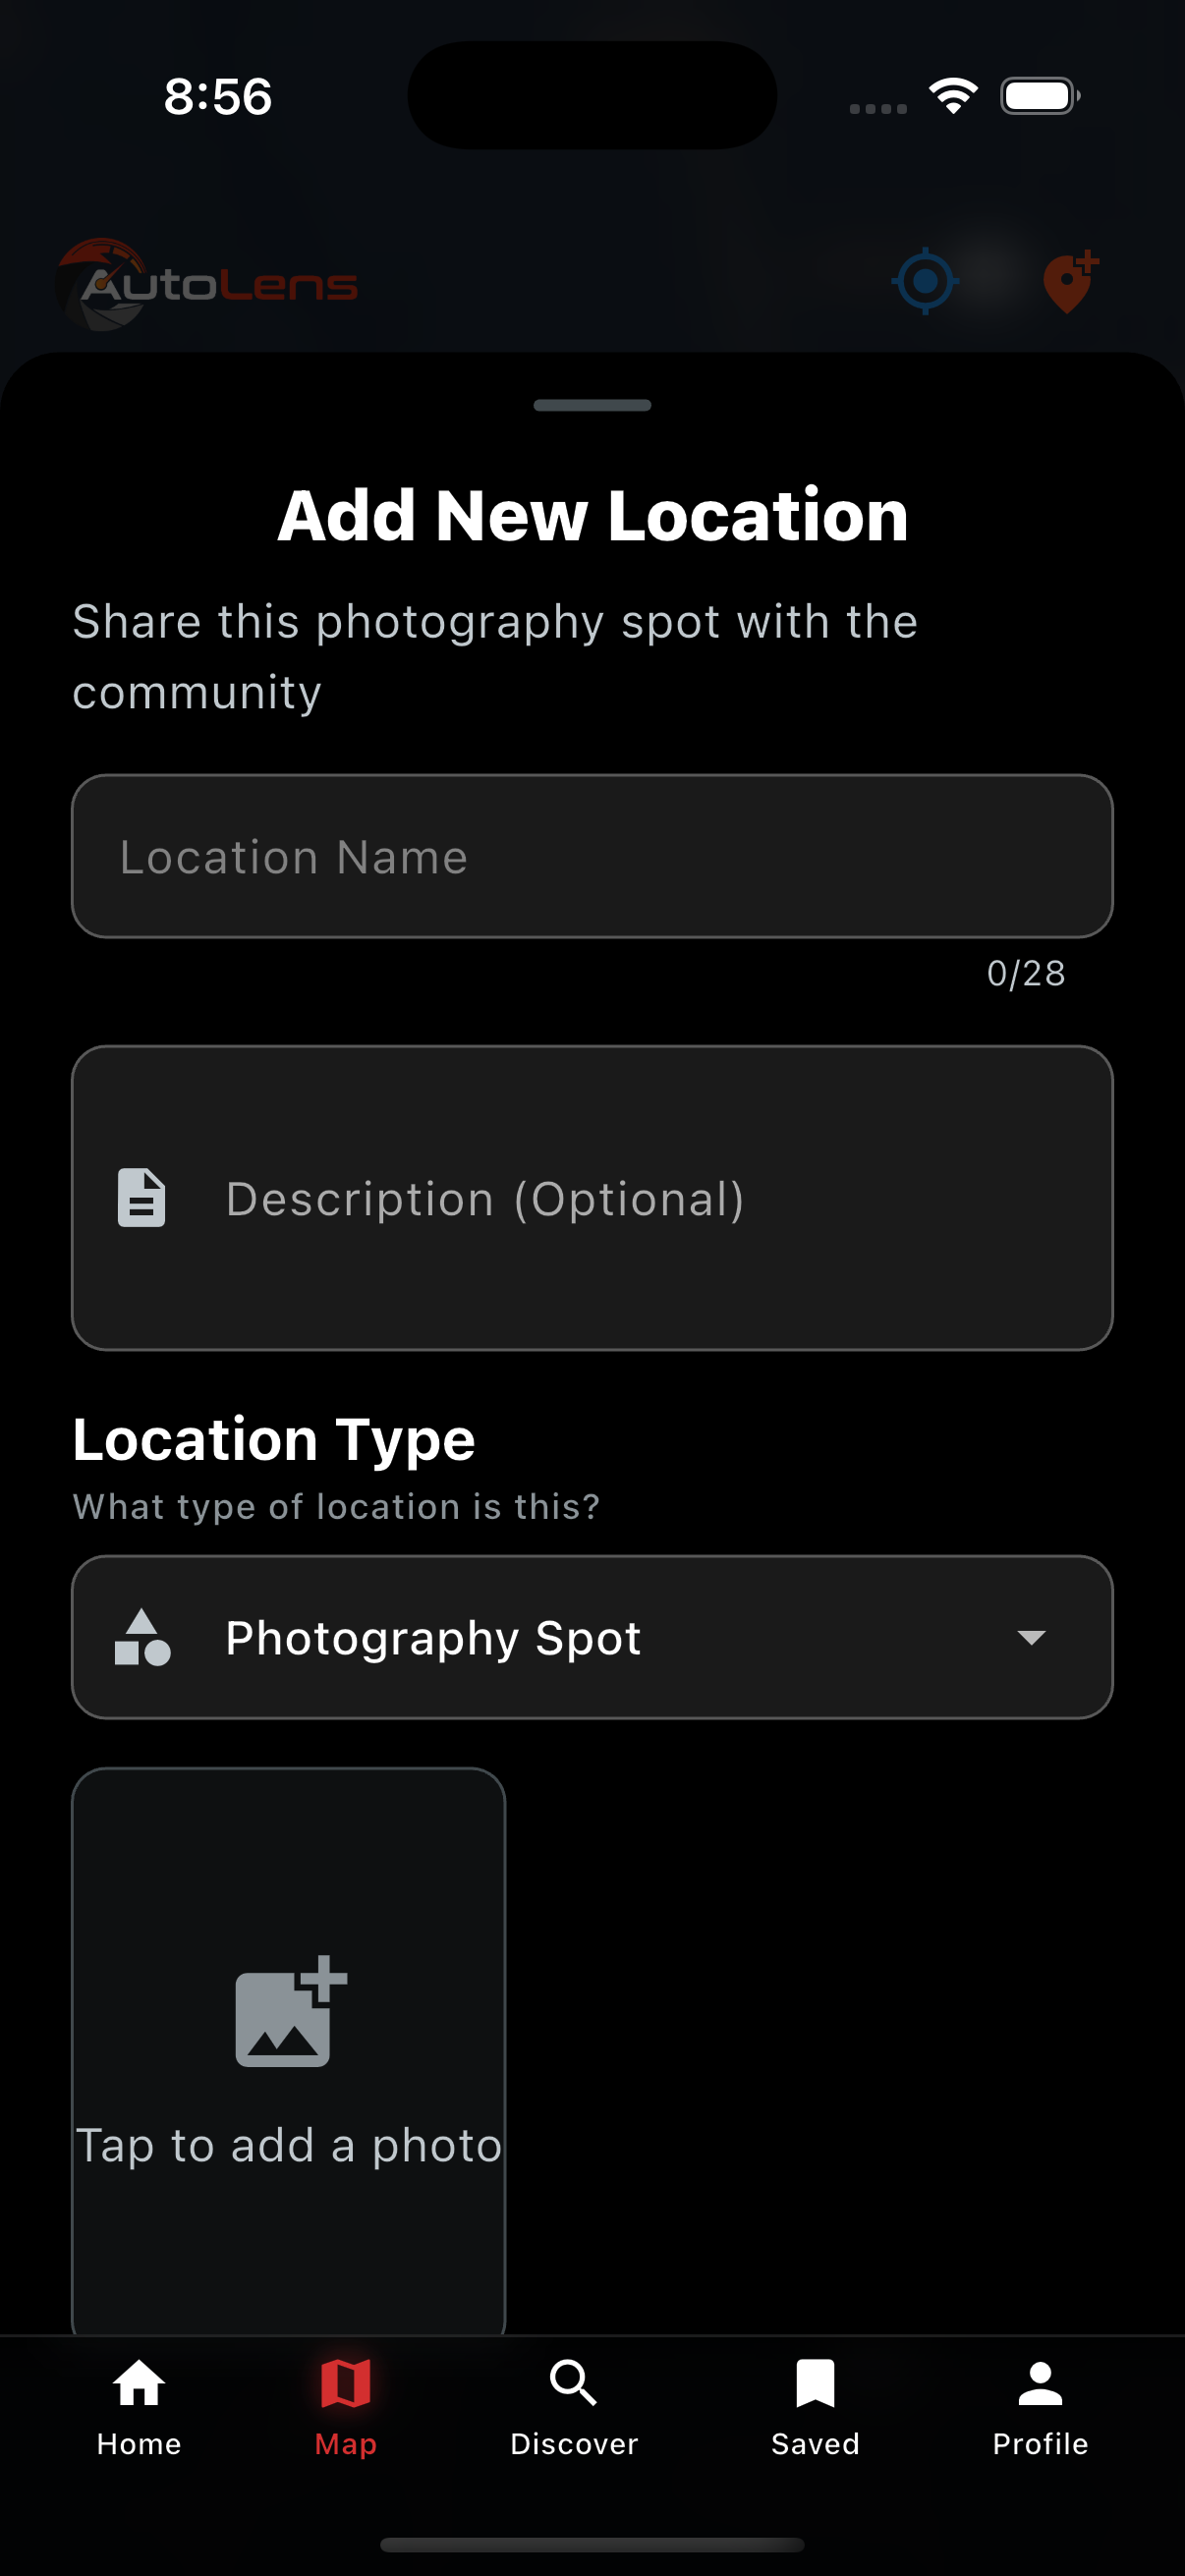 8:56
AutoLens
Add New Location
Share this photography spot with the
community
Location Name
0/28
Description (Optional)
Location Type
What type of location is this?
Photography Spot
Tap to add a photo
Home
Map
Discover
Saved
Profile